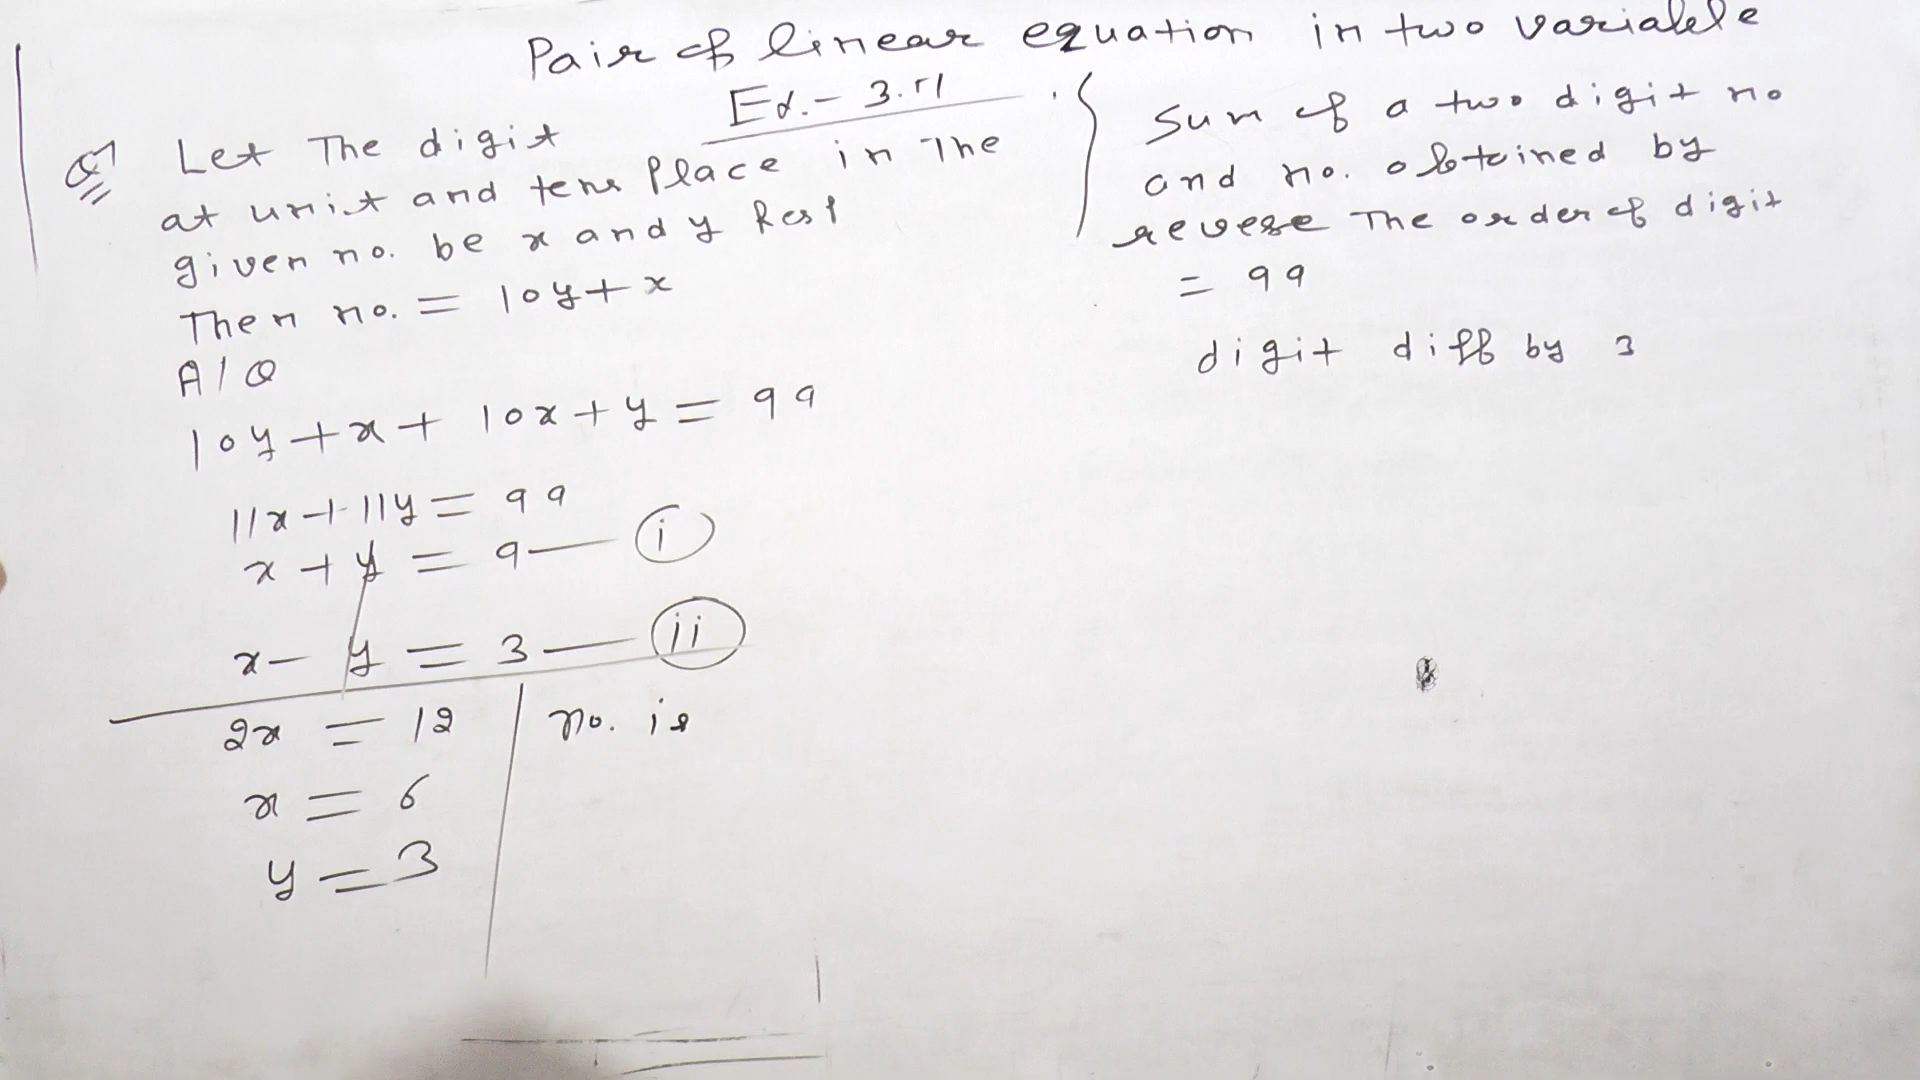 Pair of linear equation in two variable
Ex.- 3.11
Q7 Let The digit
at unit and tens Place in The
given no. be x and y Resp
Then no. = 10y+x
A/Q
10y+x+ 10x+y= 99
11x+11y= 99
x+y = 9 — i
x- y = 3 — ii
2x = 12
x = 6
y = 3
no. is
Sum of a two digit no
and no. obtained by
revese The order of digit
= 99
digit diff by 3